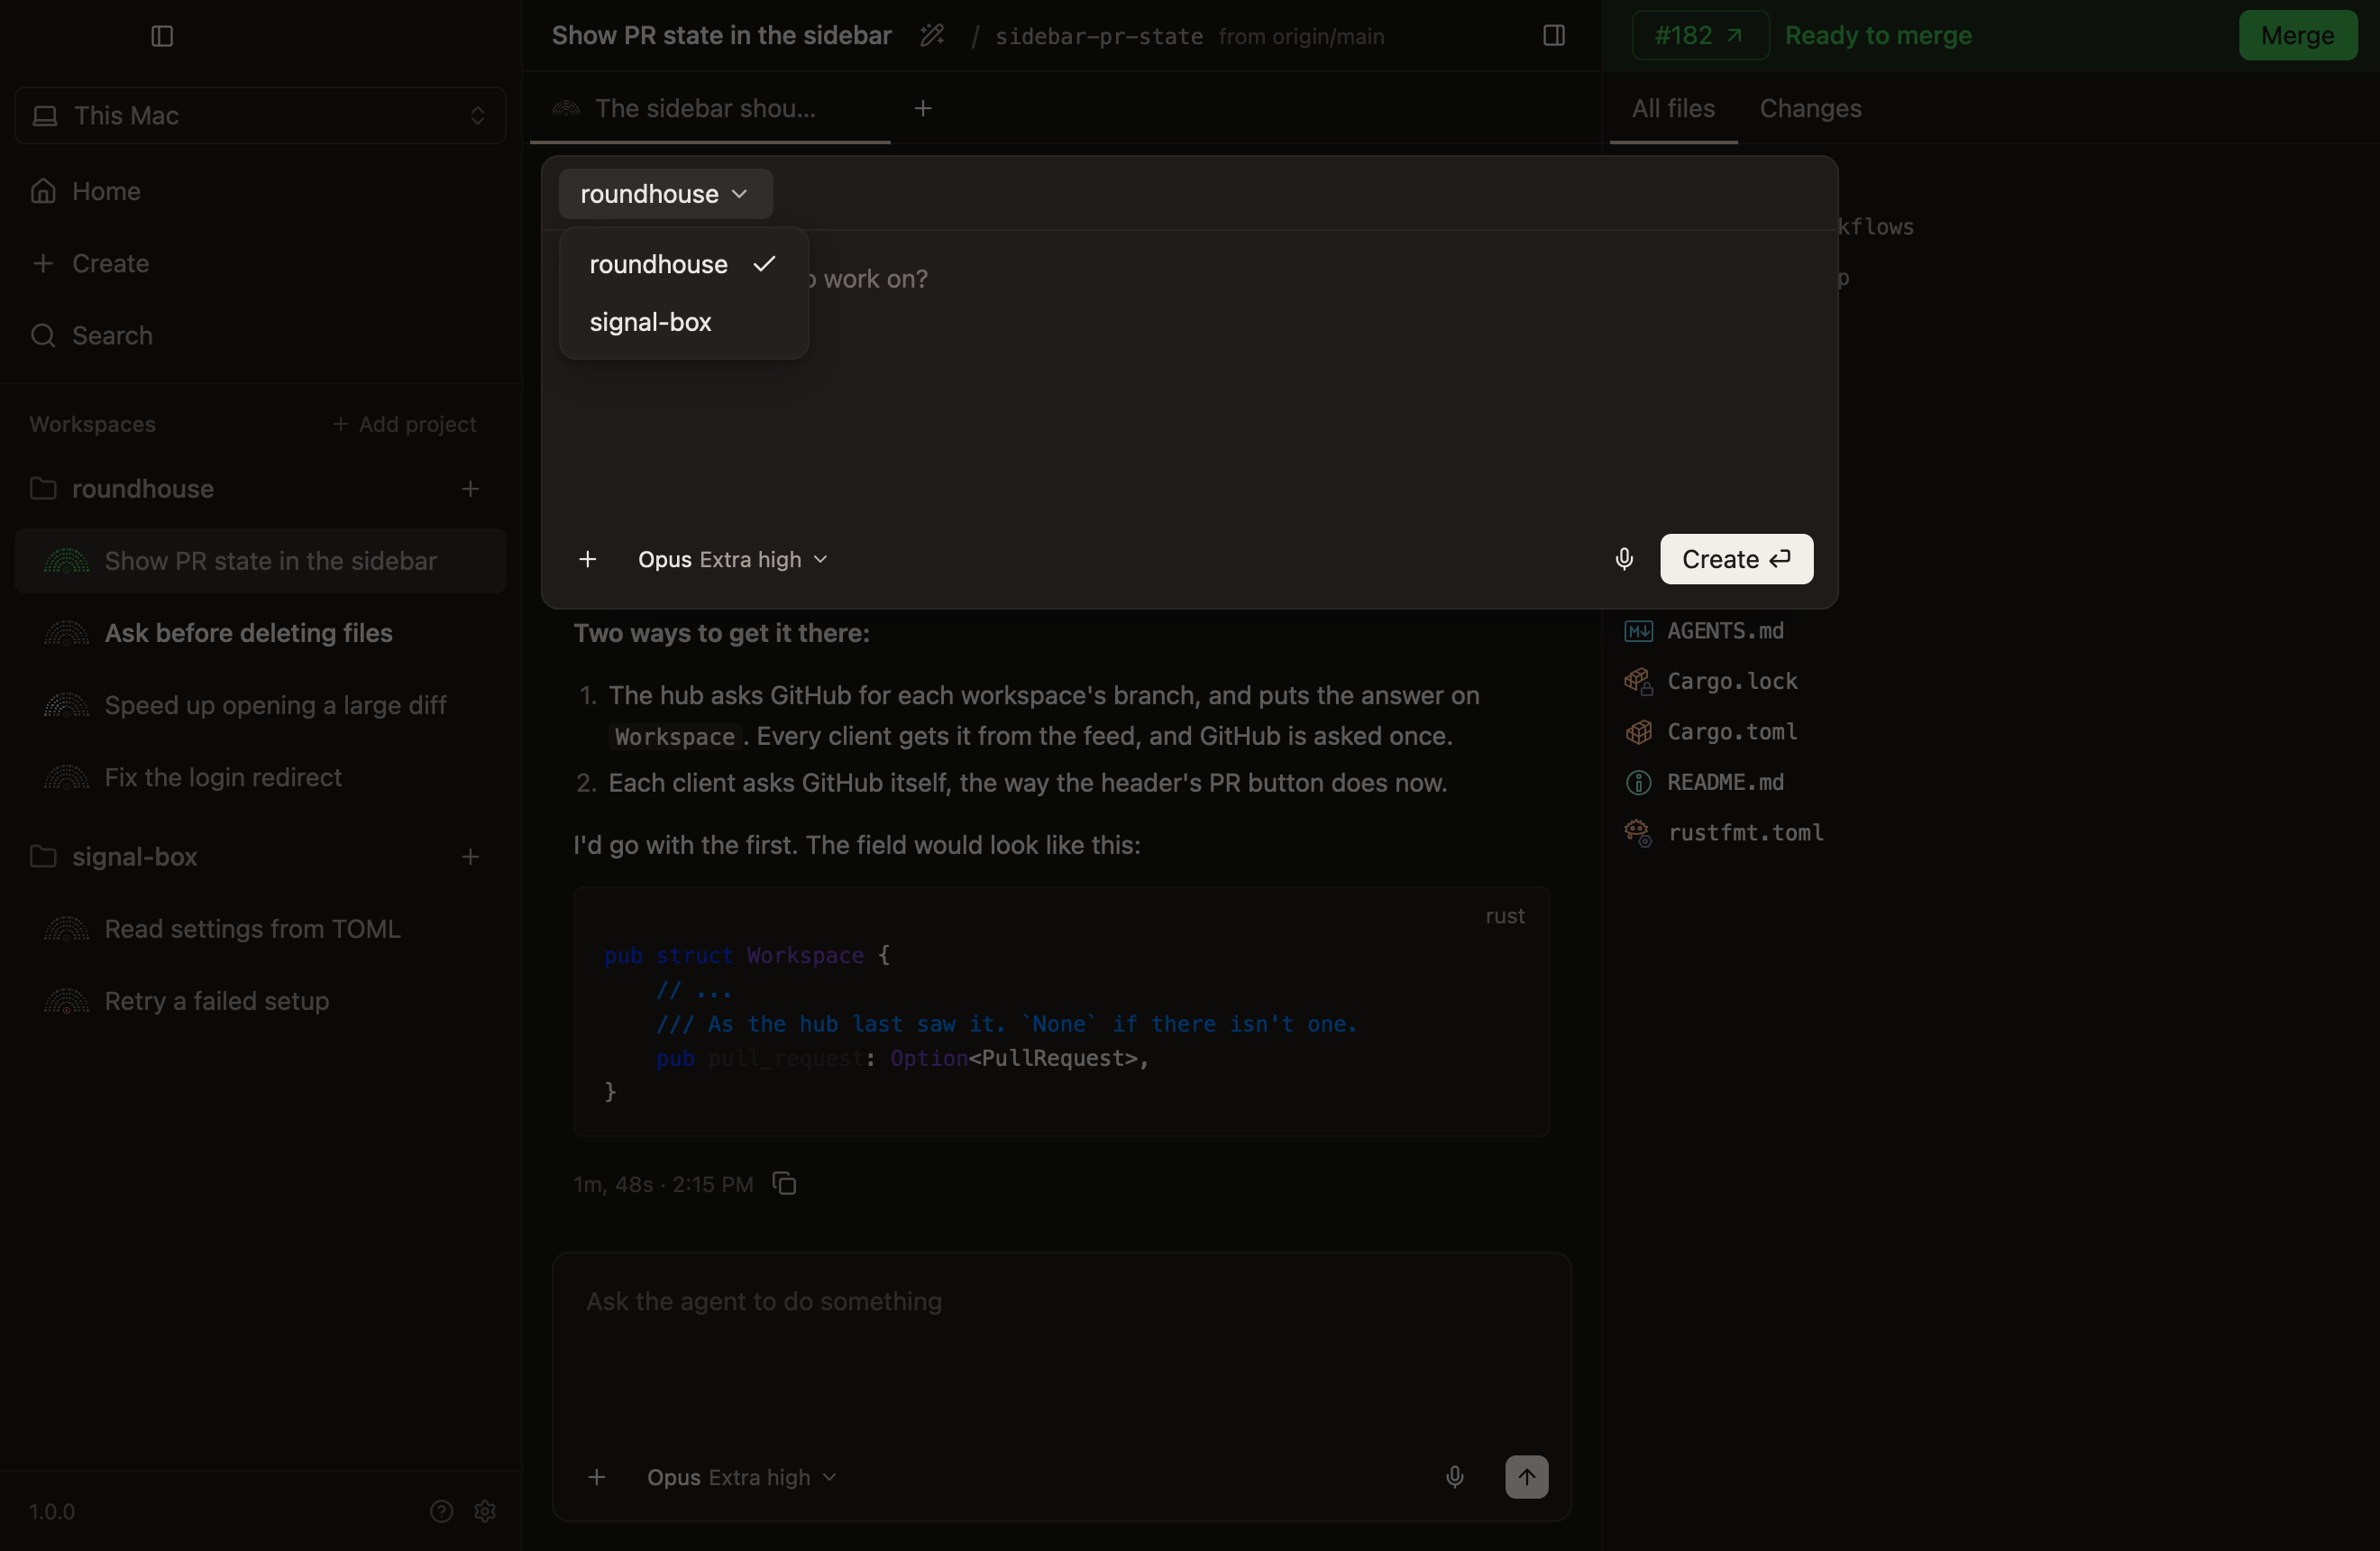 Show PR state in the sidebar / sidebar-pr-state from origin/main
#182 Ready to merge
Merge
This Mac
Home
Create
Search
Workspaces
Add project
roundhouse
Show PR state in the sidebar
Ask before deleting files
Speed up opening a large diff
Fix the login redirect
signal-box
Read settings from TOML
Retry a failed setup
1.0.0
The sidebar shou...
roundhouse
roundhouse
signal-box
work on?
Opus Extra high
Create
Two ways to get it there:
1. The hub asks GitHub for each workspace's branch, and puts the answer on
Workspace. Every client gets it from the feed, and GitHub is asked once.
2. Each client asks GitHub itself, the way the header's PR button does now.
I'd go with the first. The field would look like this:
rust
pub struct Workspace {
// ...
/// As the hub last saw it. `None` if there isn't one.
pub pull_request: Option<PullRequest>,
}
1m, 48s · 2:15 PM
Ask the agent to do something
Opus Extra high
All files
Changes
kflows
p
AGENTS.md
Cargo.lock
Cargo.toml
README.md
rustfmt.toml